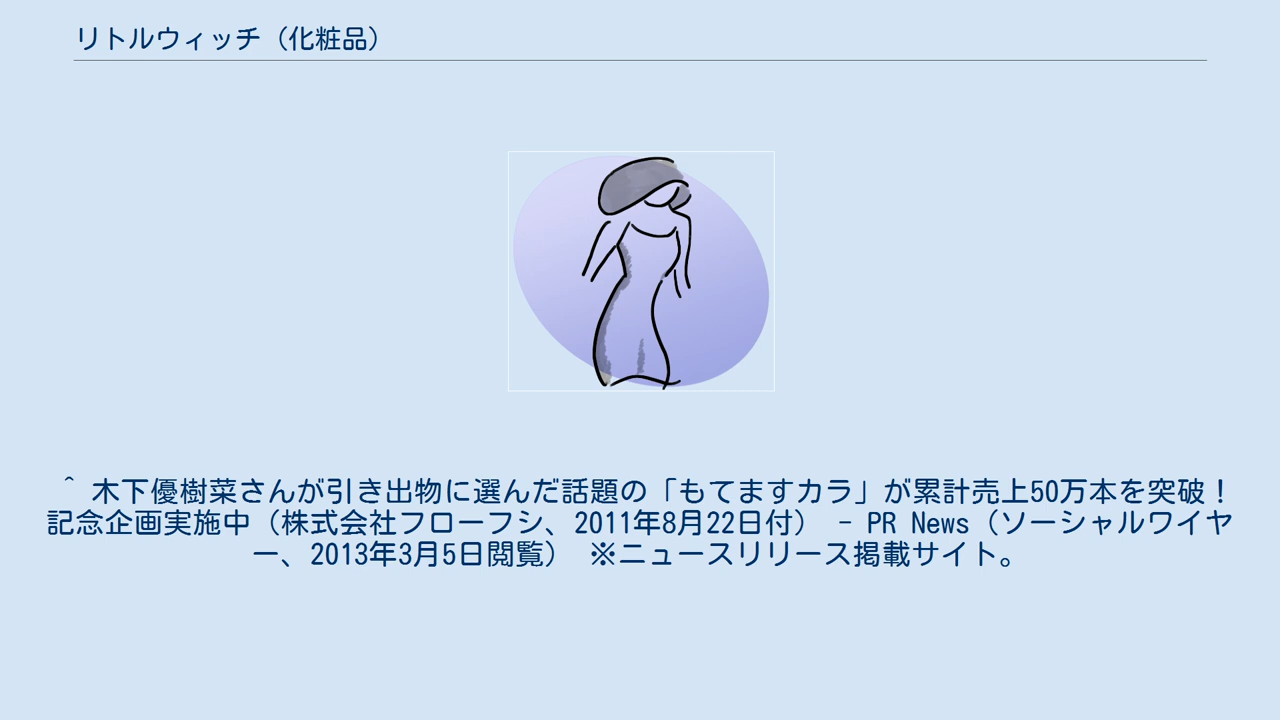 リトルウィッチ（化粧品）
^ 木下優樹菜さんが引き出物に選んだ話題の「もてますカラ」が累計売上50万本を突破！
記念企画実施中（株式会社フローフシ、2011年8月22日付） - PR News（ソーシャルワイヤ
ー、2013年3月5日閲覧） ※ニュースリリース掲載サイト。